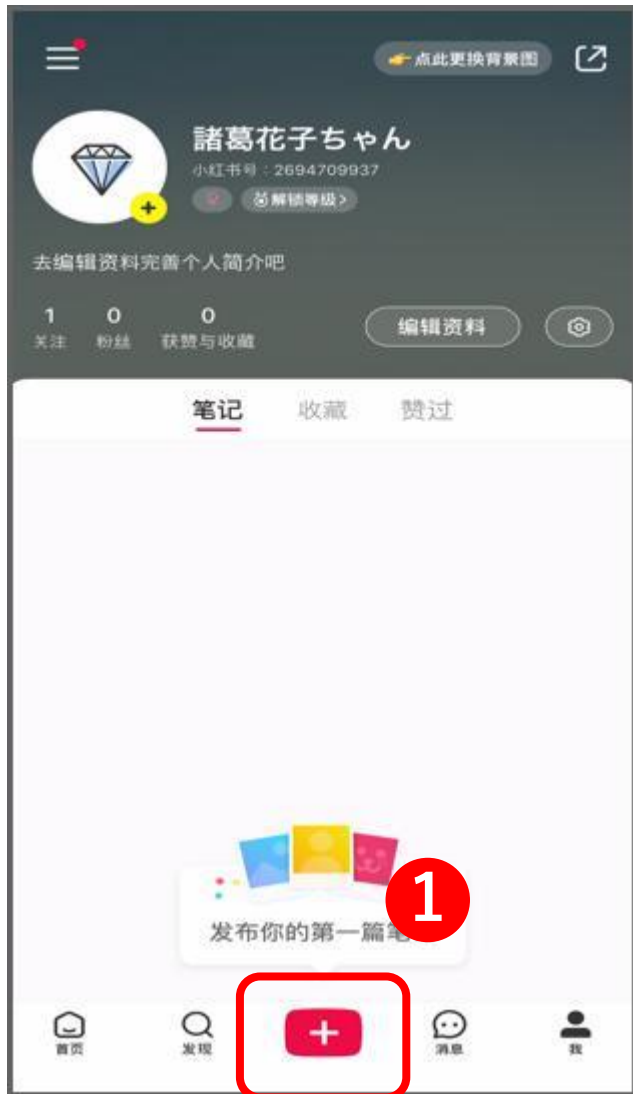 👉点此更换背景图
諸葛花子ちゃん
小红书号：2694709937
解锁等级>
去编辑资料完善个人简介吧
1 0 0
关注 粉丝 获赞与收藏
编辑资料
笔记 收藏 赞过
1
发布你的第一篇笔
首页 发现 消息 我